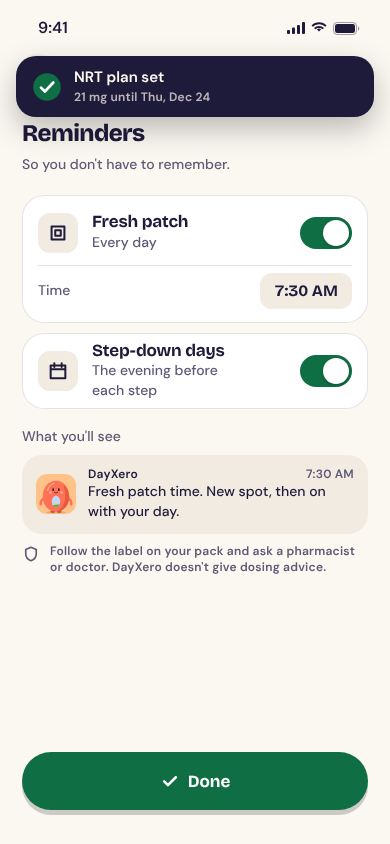 9:41
NRT plan set
21 mg until Thu, Dec 24
Reminders
So you don't have to remember.
Fresh patch
Every day
Time
7:30 AM
Step-down days
The evening before
each step
What you'll see
DayXero
7:30 AM
Fresh patch time. New spot, then on
with your day.
Follow the label on your pack and ask a pharmacist
or doctor. DayXero doesn't give dosing advice.
Done